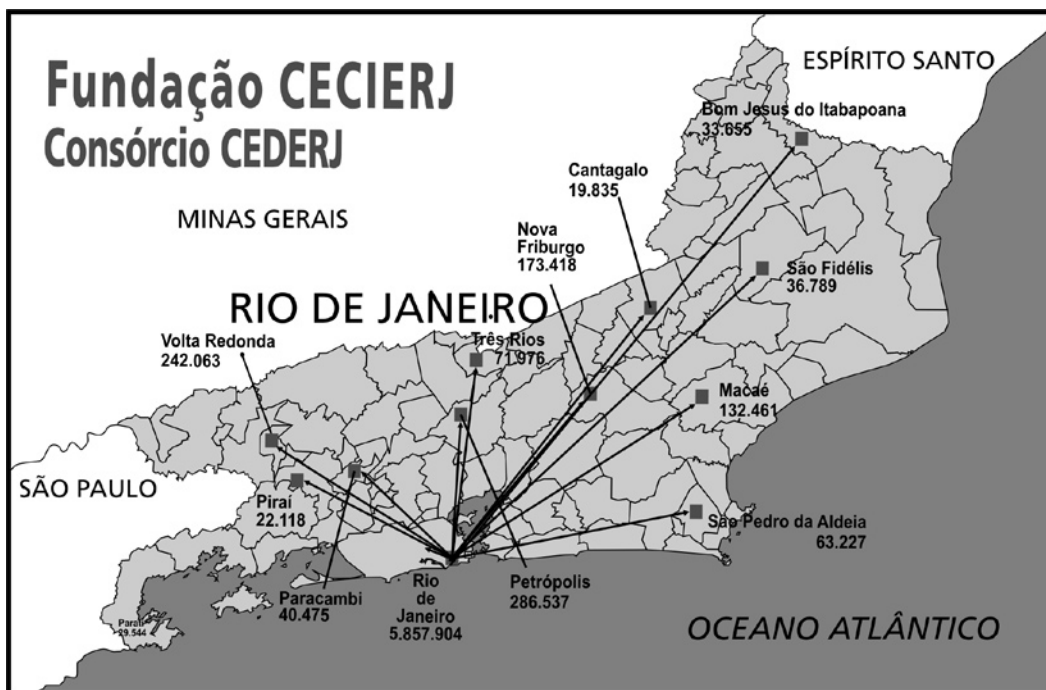 Fundação CECIERJ
Consórcio CEDERJ
ESPÍRITO SANTO
Bom Jesus do Itabapoana
33.655
Cantagalo
19.835
MINAS GERAIS
Nova
Friburgo
173.418
São Fidélis
36.789
RIO DE JANEIRO
Volta Redonda
242.063
Três Rios
71.976
Macaé
132.461
SÃO PAULO
Piraí
22.118
São Pedro da Aldeia
63.227
Paracambi
40.475
Rio
de
Janeiro
5.857.904
Petrópolis
286.537
Parati
29.544
OCEANO ATLÂNTICO